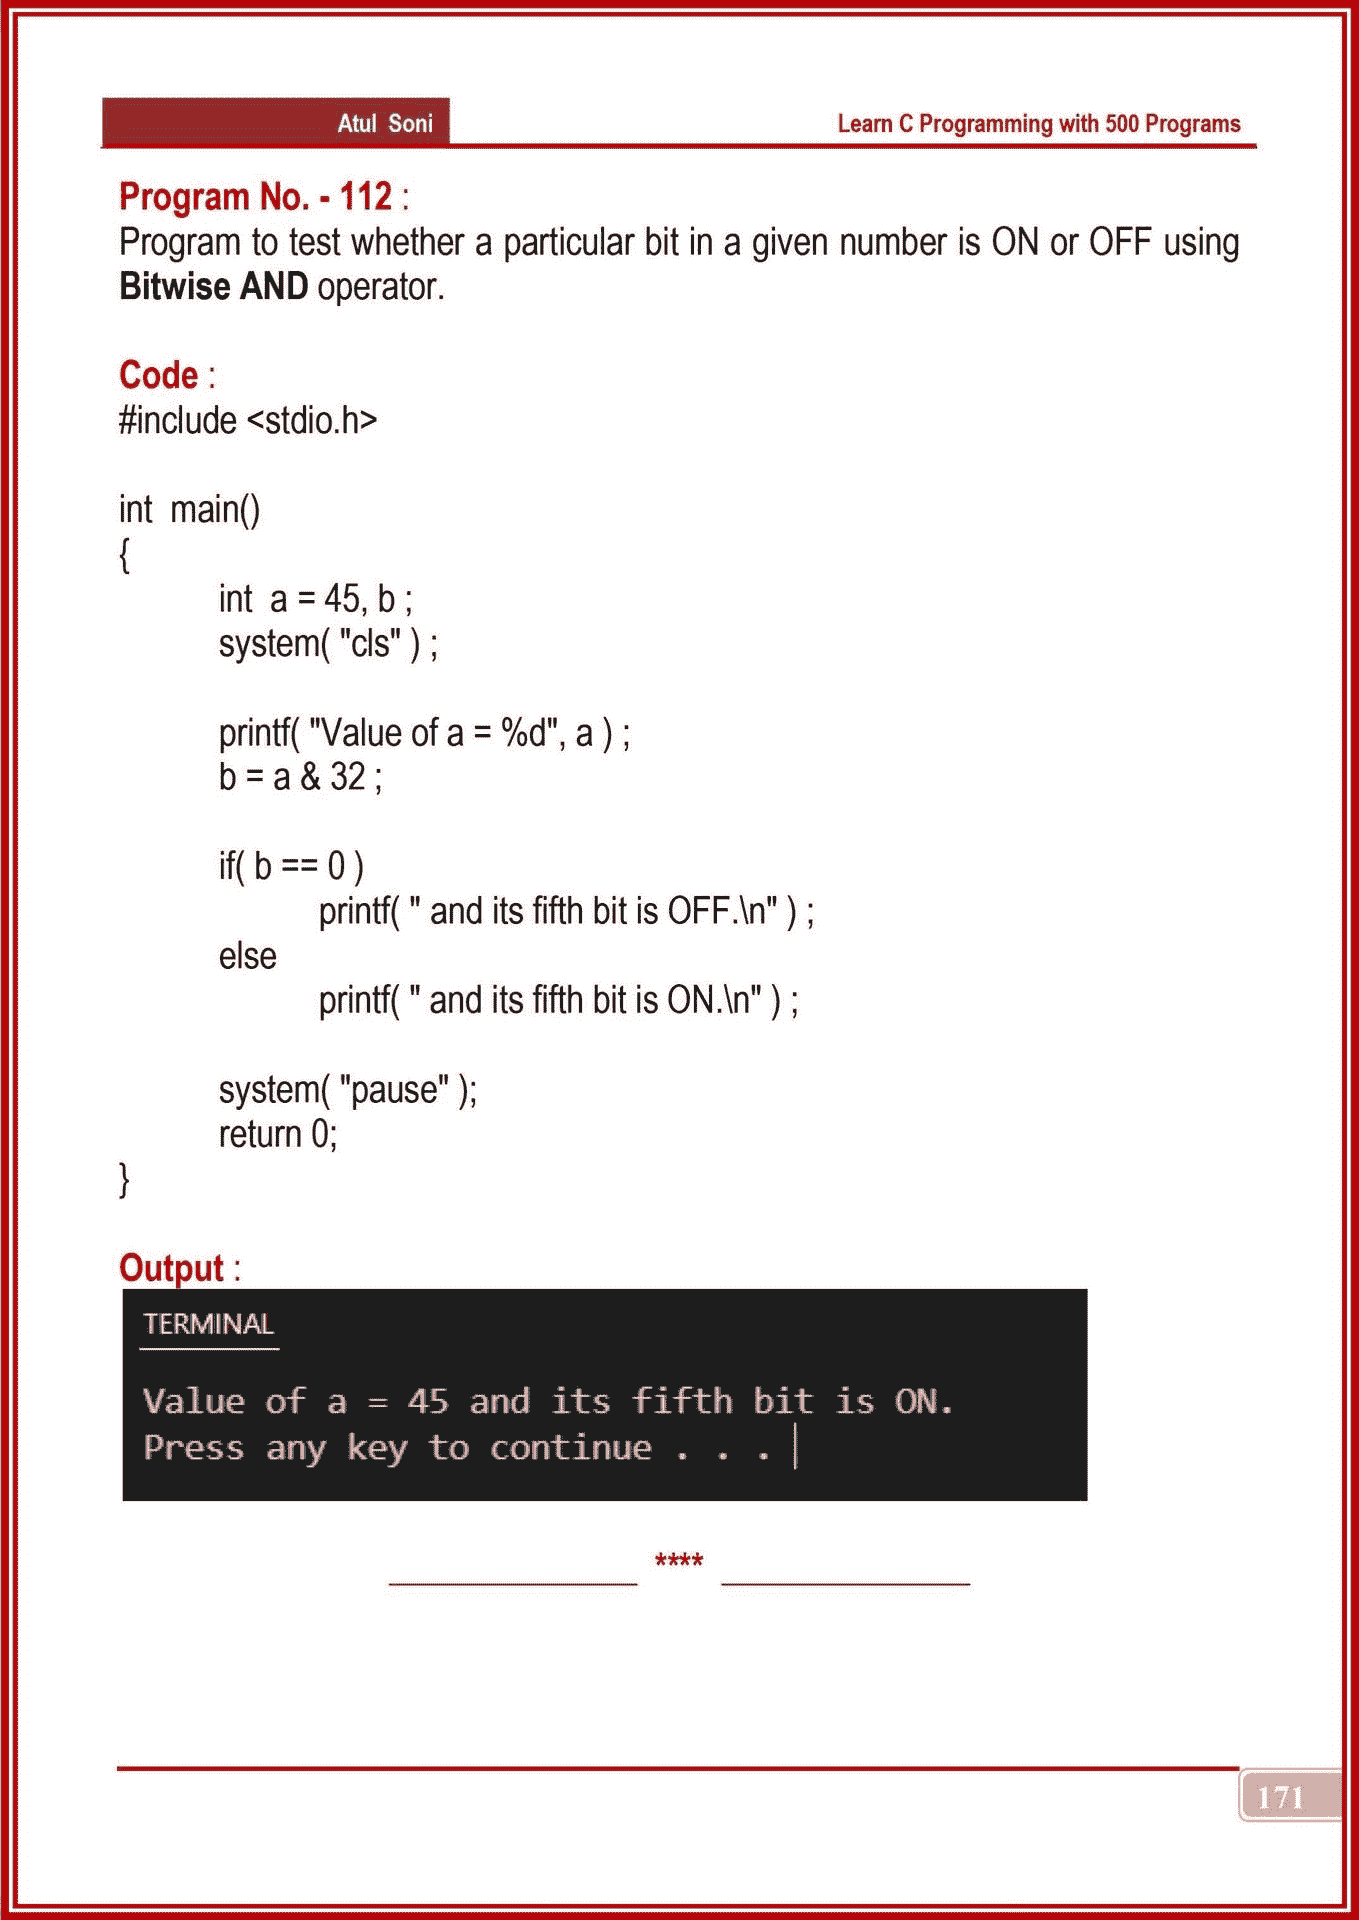 Atul Soni
Learn C Programming with 500 Programs
Program No. - 112 :
Program to test whether a particular bit in a given number is ON or OFF using
Bitwise AND operator.
Code :
#include <stdio.h>
int main()
{
int a = 45, b ;
system( "cls" ) ;
printf( "Value of a = %d", a ) ;
b = a & 32 ;
if( b == 0 )
printf( " and its fifth bit is OFF.\n" ) ;
else
printf( " and its fifth bit is ON.\n" ) ;
system( "pause" );
return 0;
}
Output :
TERMINAL
Value of a = 45 and its fifth bit is ON.
Press any key to continue . . .
****
171